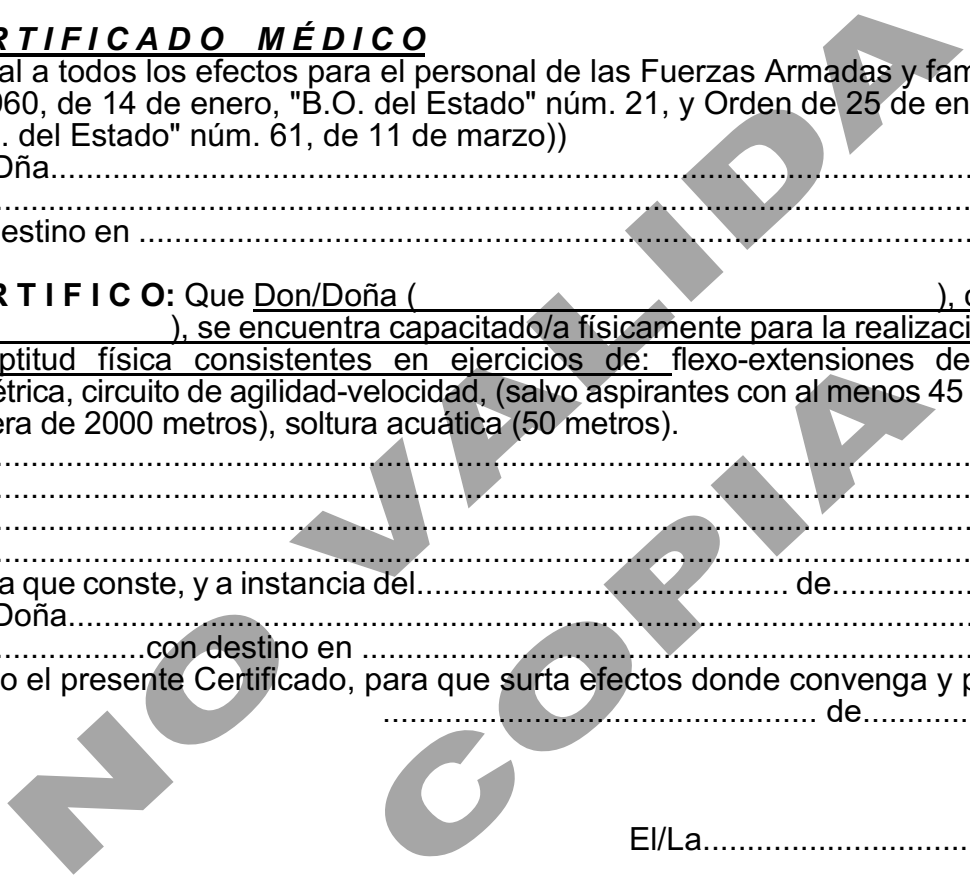 RTIFICADO MÉDICO
al a todos los efectos para el personal de las Fuerzas Armadas y fam
960, de 14 de enero, "B.O. del Estado" núm. 21, y Orden de 25 de en
. del Estado" núm. 61, de 11 de marzo))
Dña....................................................................................................
....................................................................................................
estino en ....................................................................................................
R T I F I C O: Que Don/Doña ( ), c
), se encuentra capacitado/a físicamente para la realizaci
ptitud física consistentes en ejercicios de: flexo-extensiones de
étrica, circuito de agilidad-velocidad, (salvo aspirantes con al menos 45
era de 2000 metros), soltura acuática (50 metros).
....................................................................................................
....................................................................................................
....................................................................................................
....................................................................................................
a que conste, y a instancia del.......................................... de................
Doña....................................................................................................
.................con destino en ......................................................................
o el presente Certificado, para que surta efectos donde convenga y p
................................................ de............
El/La..............................
NO VALIDA
COPIA